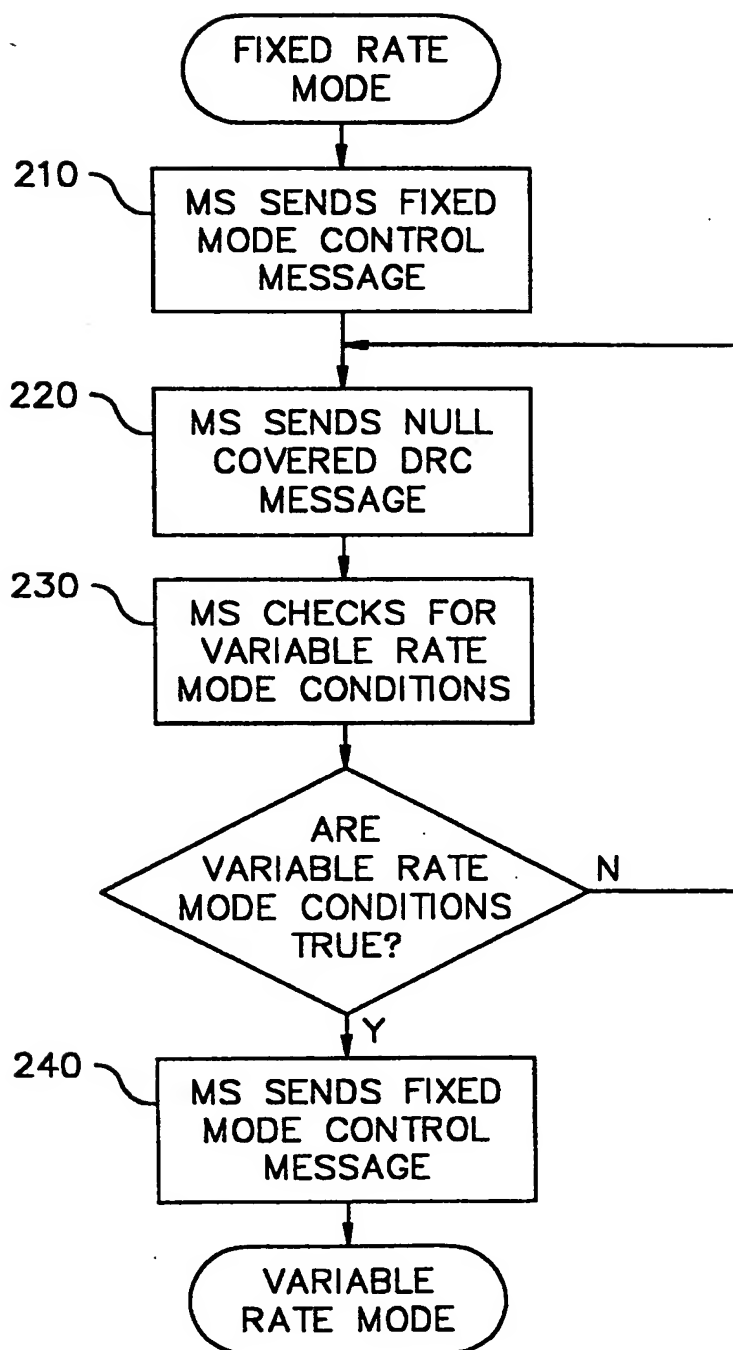 FIXED RATE
MODE
210
MS SENDS FIXED
MODE CONTROL
MESSAGE
220
MS SENDS NULL
COVERED DRC
MESSAGE
230
MS CHECKS FOR
VARIABLE RATE
MODE CONDITIONS
ARE
VARIABLE RATE
MODE CONDITIONS
TRUE?
N
Y
240
MS SENDS FIXED
MODE CONTROL
MESSAGE
VARIABLE
RATE MODE